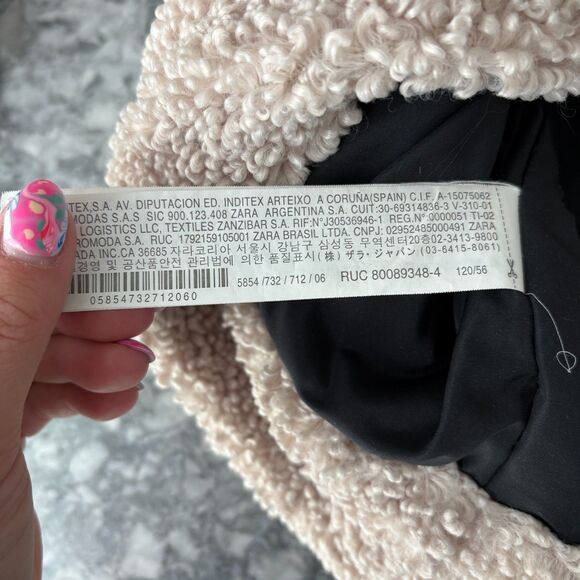 ITEX,S.A. AV. DIPUTACION ED. INDITEX ARTEIXO A CORUÑA(SPAIN) C.I.F. A-15075062
MODAS S.A.S SIC 900.123.408 ZARA ARGENTINA S.A. CUIT:30-69314836-3 V-310-01
LOGISTICS LLC, TEXTILES ZANZIBAR S.A. RIF:Nº J30536946-1 REG.Nº:0000051 TI-02
ROMODA S.A. RUC 1792159105001 ZARA BRASIL LTDA. CNPJ: 02952485000491 ZARA
ADA INC.CA 36685 자라코리아 서울시 강남구 삼성동 무역센터20층 02-3413-9800
경영 및 공산품안전 관리법에 의한 품질표시 (株) ザラ・ジャパン (03-6415-8061)
5854 /732 / 712 / 06 RUC 80089348-4 120/56
05854732712060